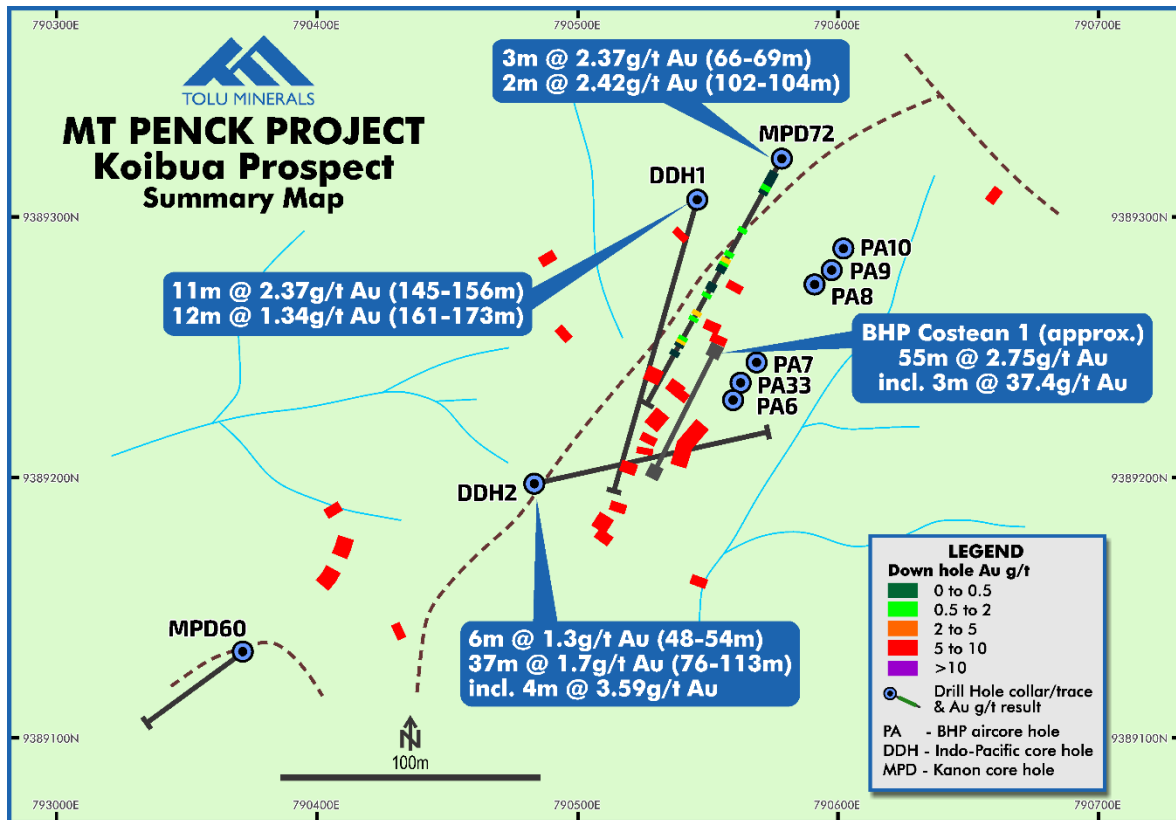 793000E
790400E
790500E
790600E
790700E
TOLU MINERALS
MT PENCK PROJECT
Koibua Prospect
Summary Map
3m @ 2.37g/t Au (66-69m)
2m @ 2.42g/t Au (102-104m)
MPD72
DDH1
9389300N
9389300N
PA10
PA9
PA8
11m @ 2.37g/t Au (145-156m)
12m @ 1.34g/t Au (161-173m)
BHP Costean 1 (approx.)
55m @ 2.75g/t Au
incl. 3m @ 37.4g/t Au
PA7
PA33
PA6
9389200N
9389200N
DDH2
MPD60
6m @ 1.3g/t Au (48-54m)
37m @ 1.7g/t Au (76-113m)
incl. 4m @ 3.59g/t Au
LEGEND
Down hole Au g/t
0 to 0.5
0.5 to 2
2 to 5
5 to 10
>10
Drill Hole collar/trace
& Au g/t result
PA - BHP aircore hole
DDH - Indo-Pacific core hole
MPD - Kanon core hole
9389100N
9389100N
N
100m
793000E
790400E
790500E
790600E
790700E